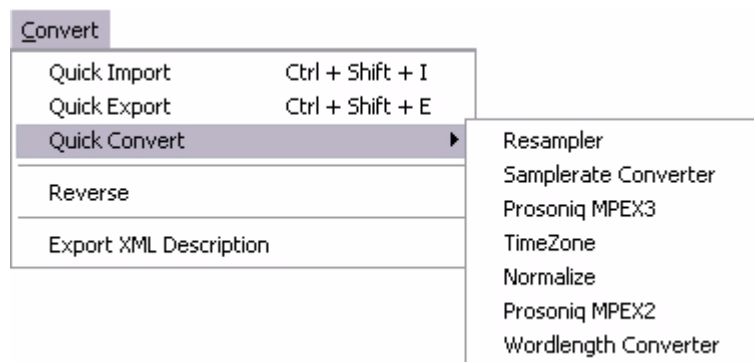 Convert
Quick Import Ctrl + Shift + I
Quick Export Ctrl + Shift + E
Quick Convert
Reverse
Export XML Description
Resampler
Samplerate Converter
Prosoniq MPEX3
TimeZone
Normalize
Prosoniq MPEX2
Wordlength Converter